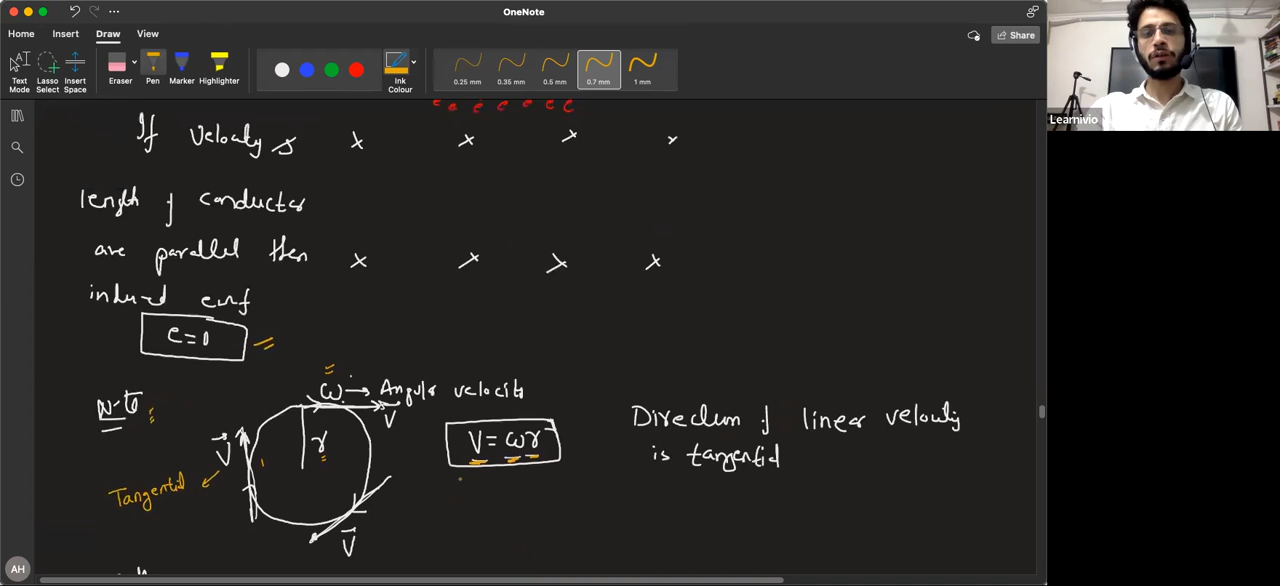 OneNote
Home Insert Draw View
Share
Text Mode
Lasso Select
Insert Space
Eraser
Pen
Marker
Highlighter
Ink Colour
0.25 mm
0.35 mm
0.5 mm
0.7 mm
1 mm
Learnivio
e e e e e e e
If Velocity & x x x x
length of conductor
are parallel then x x x x
induced emf
e=0
Note :
ω → Angular velocity
V
r
V = ωr
Direction of linear velocity
is tangential
V
Tangential
V
AH